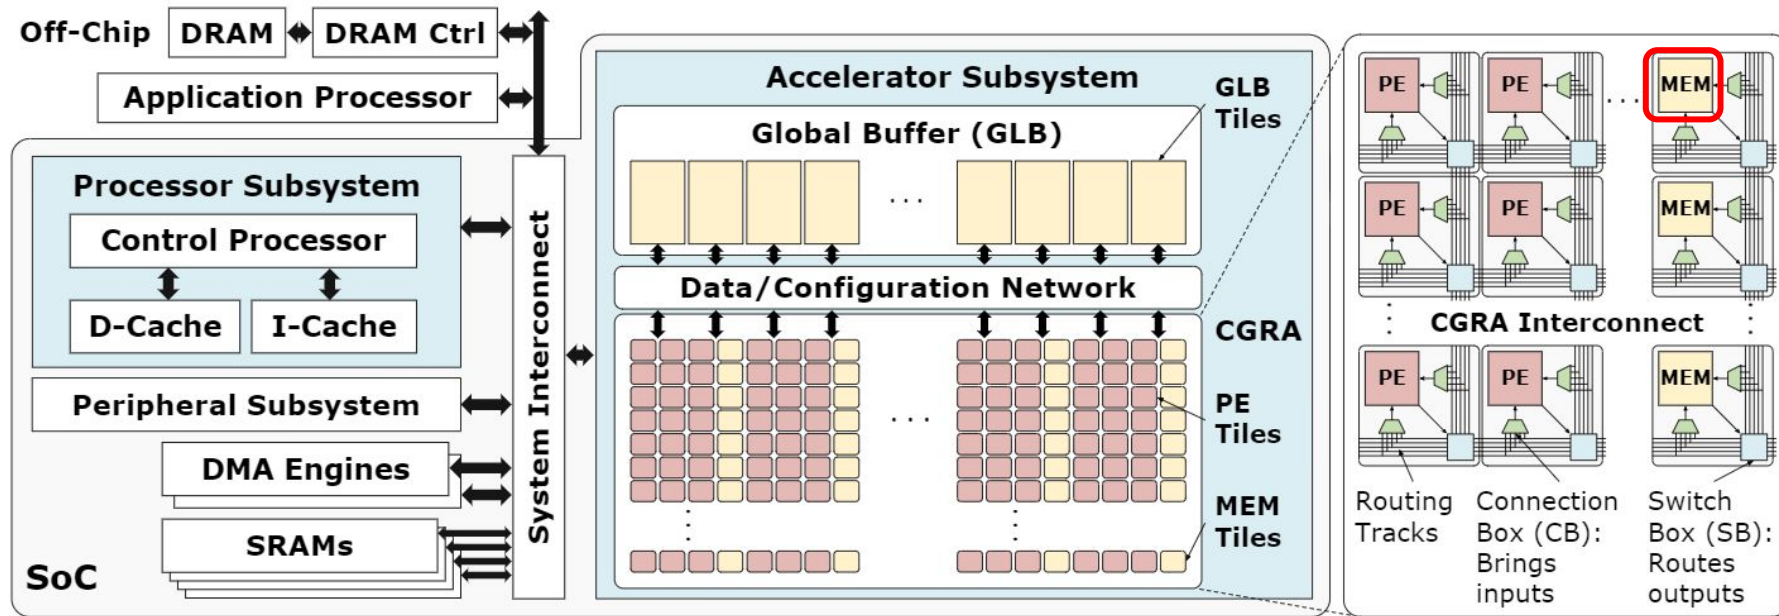 Off-Chip
DRAM
DRAM Ctrl
Application Processor
Processor Subsystem
Control Processor
D-Cache
I-Cache
Peripheral Subsystem
DMA Engines
SRAMs
SoC
System Interconnect
Accelerator Subsystem
Global Buffer (GLB)
GLB
Tiles
...
Data/Configuration Network
CGRA
PE
Tiles
...
MEM
Tiles
PE
PE
...
MEM
PE
PE
MEM
CGRA Interconnect
PE
PE
MEM
Routing
Tracks
Connection
Box (CB):
Brings
inputs
Switch
Box (SB):
Routes
outputs